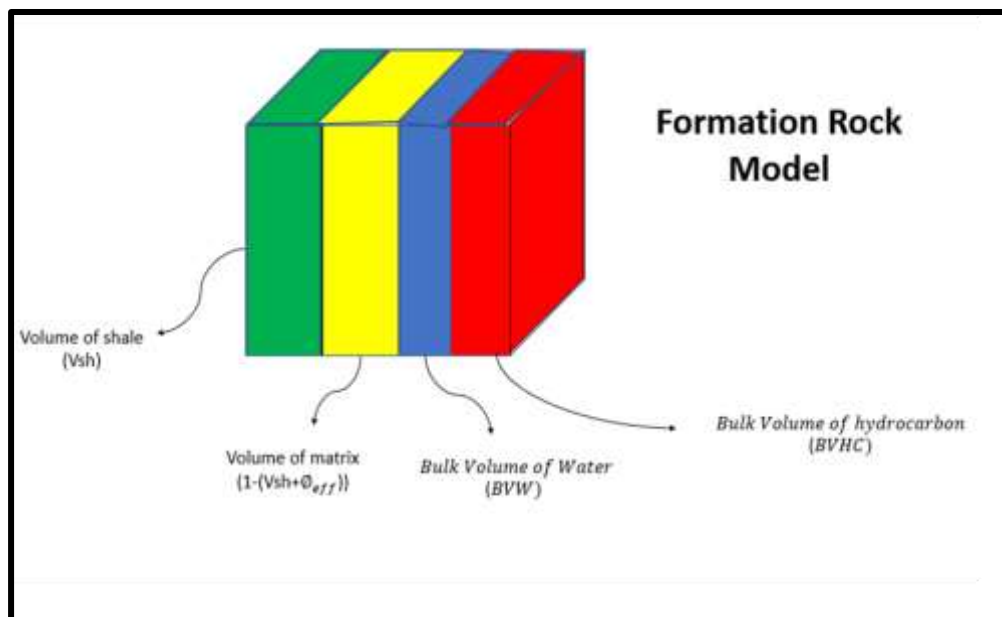 Formation Rock
Model
Volume of shale
(Vsh)
Volume of matrix
(1-(Vsh+∅eff))
Bulk Volume of Water
(BVW)
Bulk Volume of hydrocarbon
(BVHC)